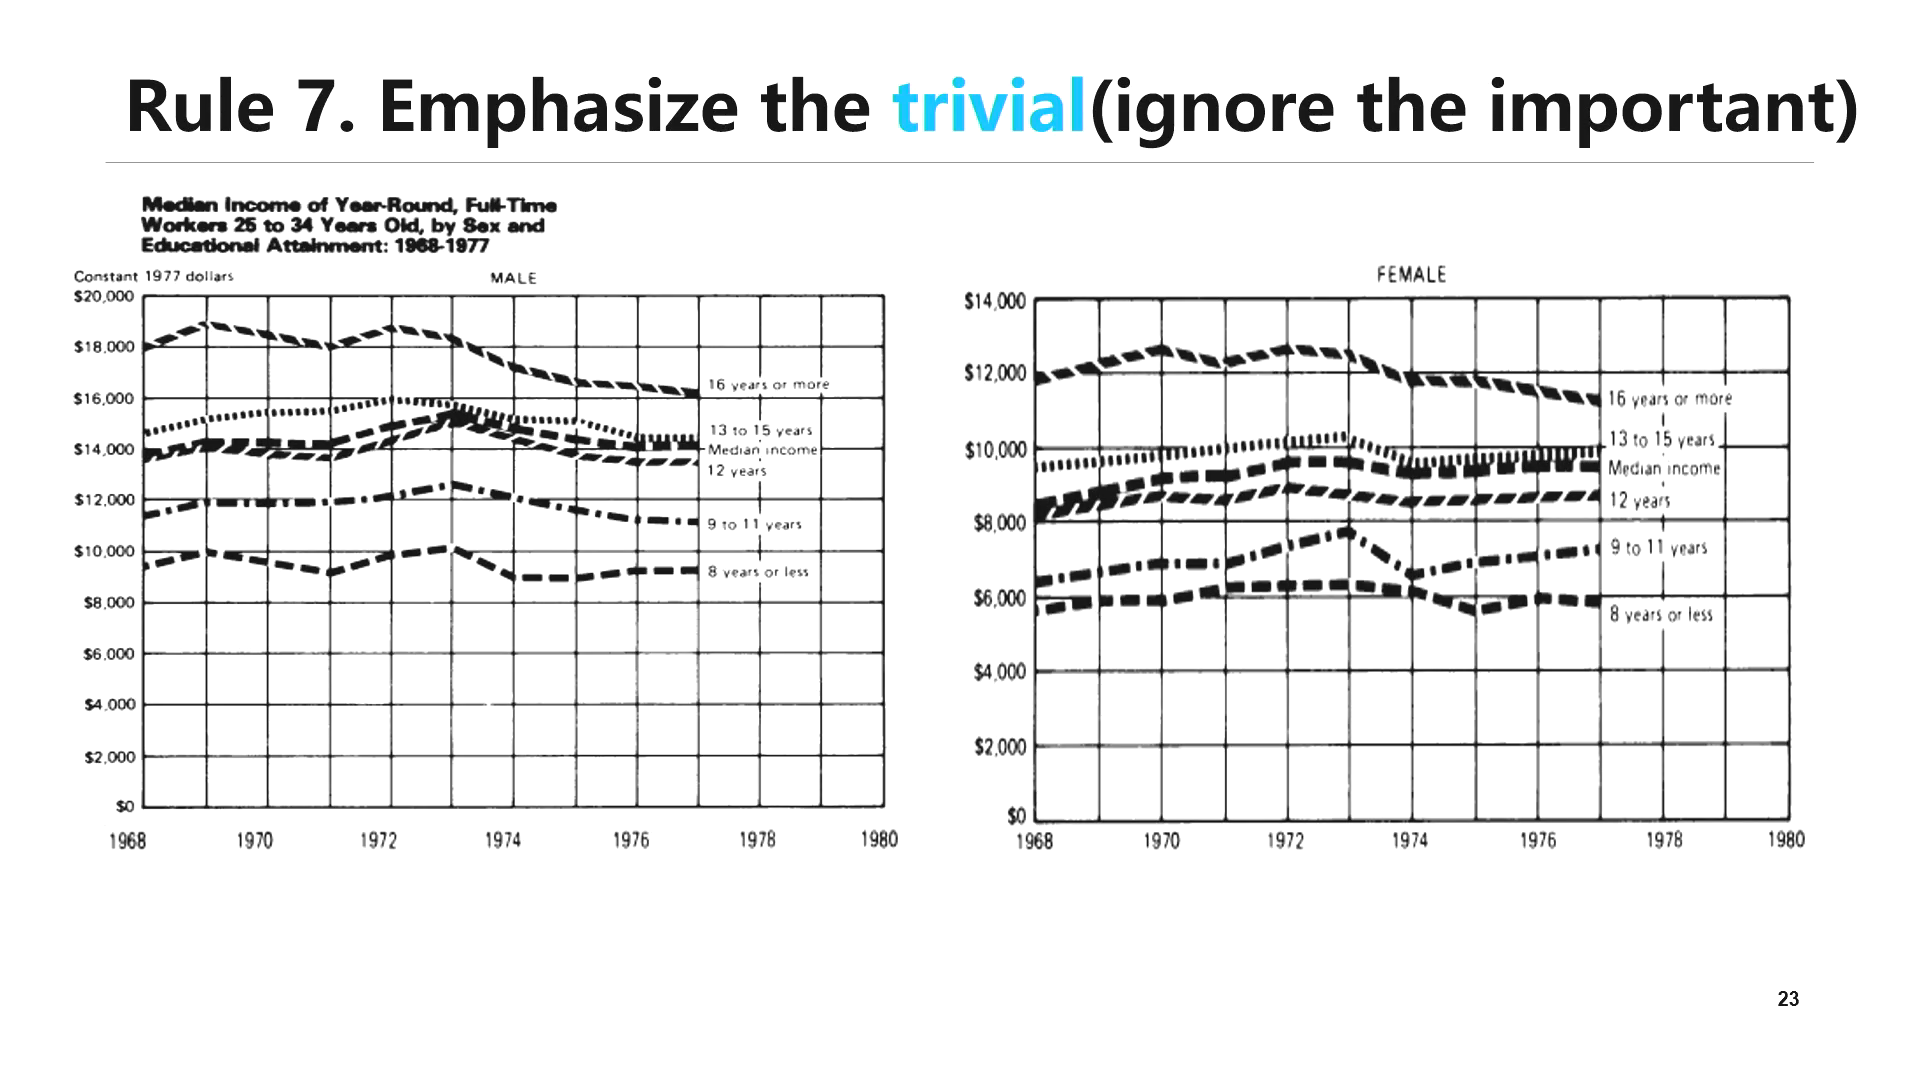 Rule 7. Emphasize the trivial(ignore the important)
Median Income of Year-Round, Full-Time
Workers 25 to 34 Years Old, by Sex and
Educational Attainment: 1968-1977
Constant 1977 dollars
MALE
$20,000
$18,000
$16,000
$14,000
$12,000
$10,000
$8,000
$6,000
$4,000
$2,000
$0
16 years or more
13 to 15 years
Median income
12 years
9 to 11 years
8 years or less
1968 1970 1972 1974 1976 1978 1980
FEMALE
$14,000
$12,000
$10,000
$8,000
$6,000
$4,000
$2,000
$0
16 years or more
13 to 15 years
Median income
12 years
9 to 11 years
8 years or less
1968 1970 1972 1974 1976 1978 1980
23